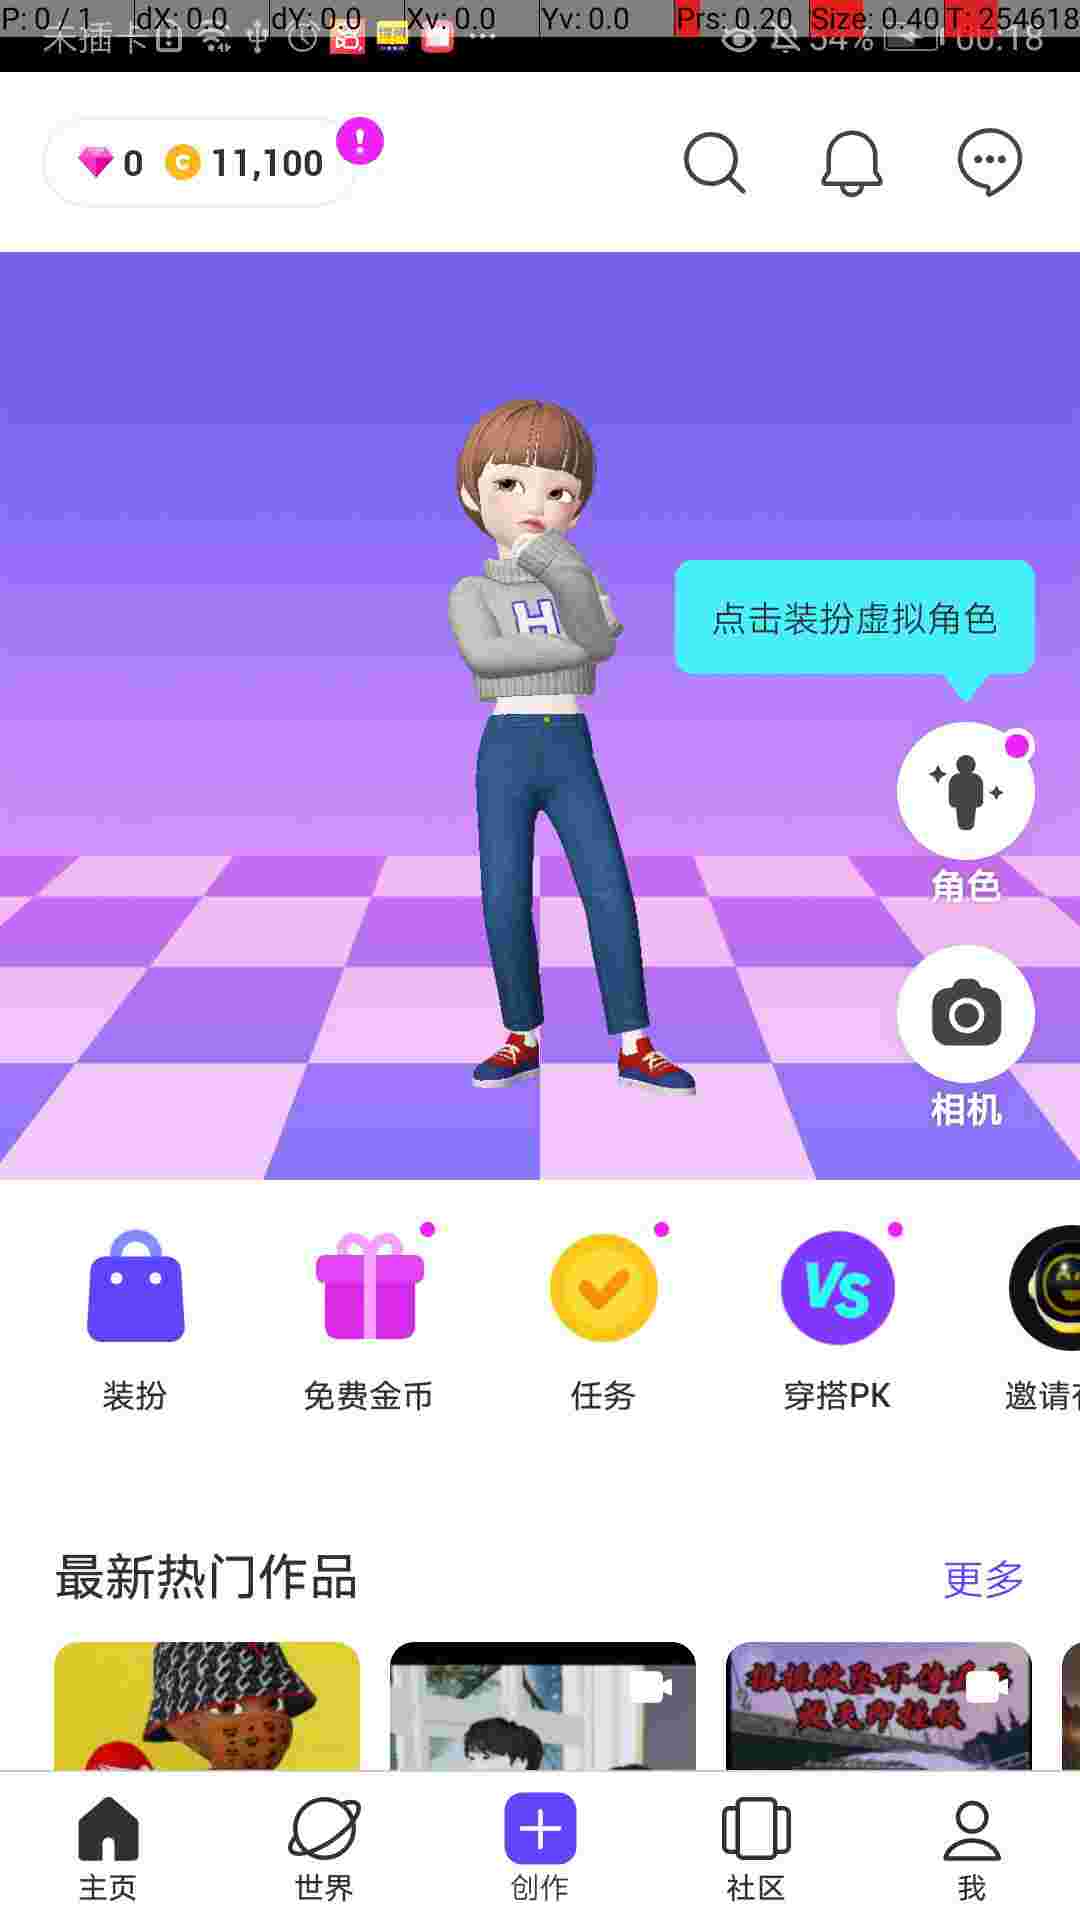 P: 0 / 1 dX: 0.0 dY: 0.0 Xv: 0.0 Yv: 0.0 Prs: 0.20 Size: 0.40 T: 254618
未插卡 54% 00:18
0 C 11,100
H
点击装扮虚拟角色
角色
相机
VS
装扮 免费金币 任务 穿搭PK 邀请
最新热门作品 更多
主页 世界 创作 社区 我